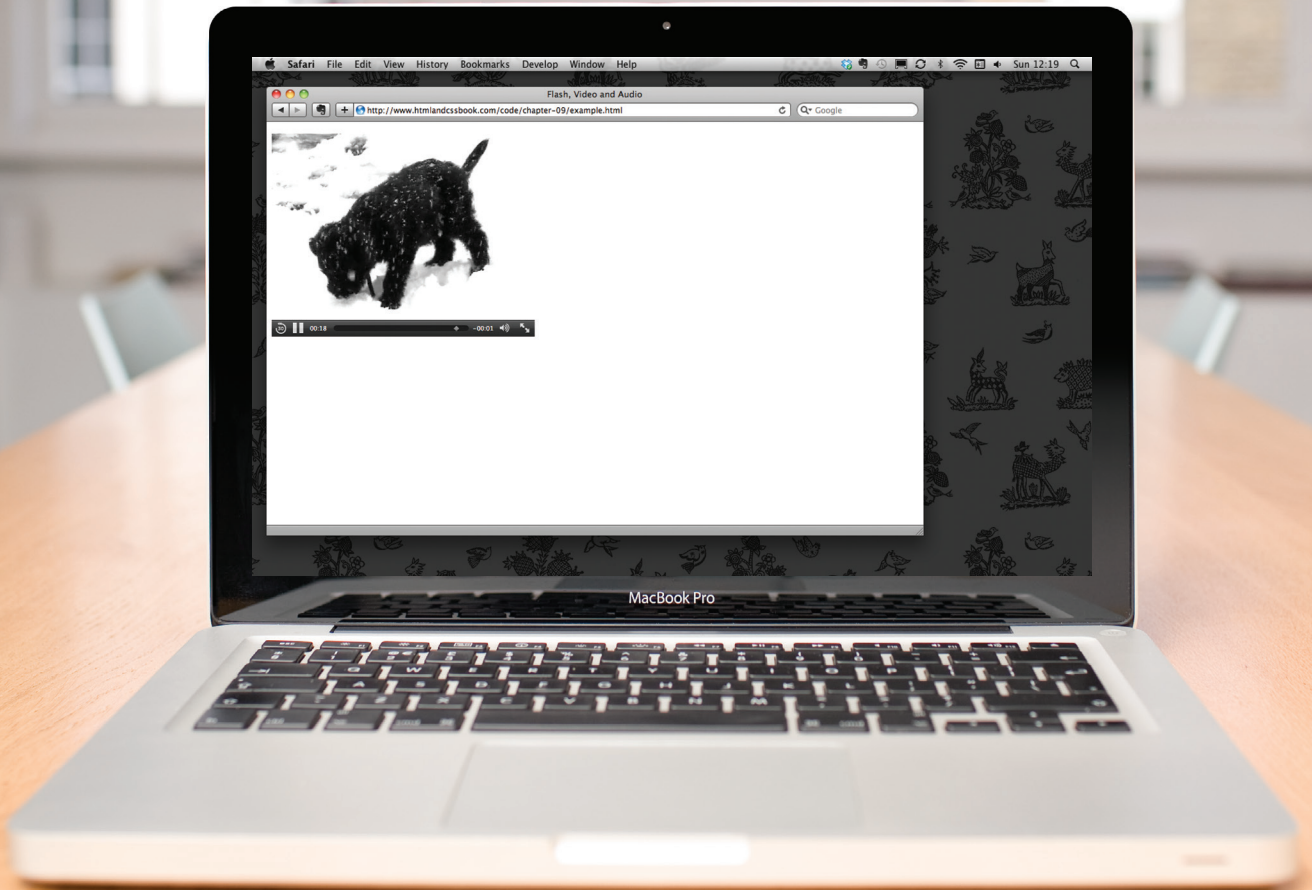 Safari File Edit View History Bookmarks Develop Window Help Sun 12:19
Flash, Video and Audio
http://www.htmlandcssbook.com/code/chapter-09/example.html Google
30 00:18 -00:01
MacBook Pro
Q W E R T Y U I O P
A S D F G H J K L
Z X C V B N M